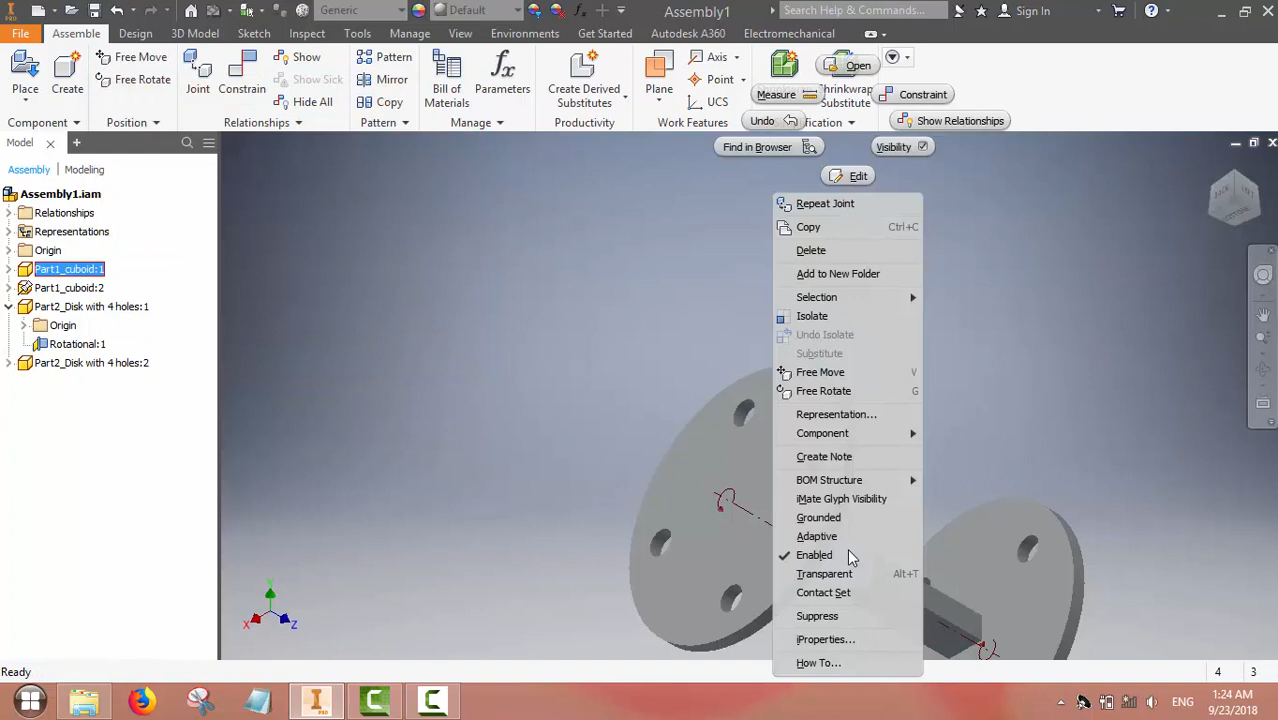 PRO
Generic
Default
Assembly1
Search Help & Commands...
Sign In
File
Assemble
Design
3D Model
Sketch
Inspect
Tools
Manage
View
Environments
Get Started
Autodesk A360
Electromechanical
Place
Create
Free Move
Free Rotate
Joint
Constrain
Show
Show Sick
Hide All
Pattern
Mirror
Copy
Bill of
Materials
Parameters
Create Derived
Substitutes
Plane
Axis
Point
UCS
Shrinkwrap
Substitute
Component
Position
Relationships
Pattern
Manage
Productivity
Work Features
Open
Measure
Constraint
Undo
Show Relationships
Find in Browser
Visibility
Edit
Model
Assembly
Modeling
Assembly1.iam
Relationships
Representations
Origin
Part1_cuboid:1
Part1_cuboid:2
Part2_Disk with 4 holes:1
Origin
Rotational:1
Part2_Disk with 4 holes:2
Repeat Joint
Copy Ctrl+C
Delete
Add to New Folder
Selection
Isolate
Undo Isolate
Substitute
Free Move V
Free Rotate G
Representation...
Component
Create Note
BOM Structure
iMate Glyph Visibility
Grounded
Adaptive
Enabled
Transparent Alt+T
Contact Set
Suppress
iProperties...
How To...
Y
X
Z
Ready
4 3
ENG
1:24 AM
9/23/2018